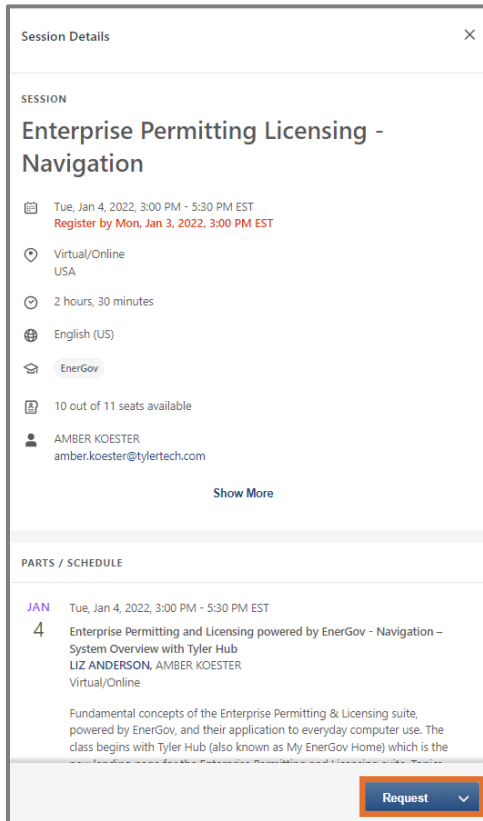 Session Details
SESSION
Enterprise Permitting Licensing -
Navigation
Tue, Jan 4, 2022, 3:00 PM - 5:30 PM EST
Register by Mon, Jan 3, 2022, 3:00 PM EST
Virtual/Online
USA
2 hours, 30 minutes
English (US)
EnerGov
10 out of 11 seats available
AMBER KOESTER
amber.koester@tylertech.com
Show More
PARTS / SCHEDULE
JAN
4
Tue, Jan 4, 2022, 3:00 PM - 5:30 PM EST
Enterprise Permitting and Licensing powered by EnerGov - Navigation –
System Overview with Tyler Hub
LIZ ANDERSON, AMBER KOESTER
Virtual/Online
Fundamental concepts of the Enterprise Permitting & Licensing suite,
powered by EnerGov, and their application to everyday computer use. The
class begins with Tyler Hub (also known as My EnerGov Home) which is the
Request